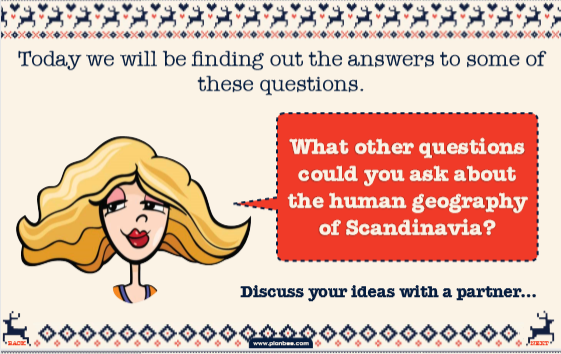 Today we will be finding out the answers to some of
these questions.
What other questions
could you ask about
the human geography
of Scandinavia?
Discuss your ideas with a partner...
BACK
www.planbee.com
NEXT